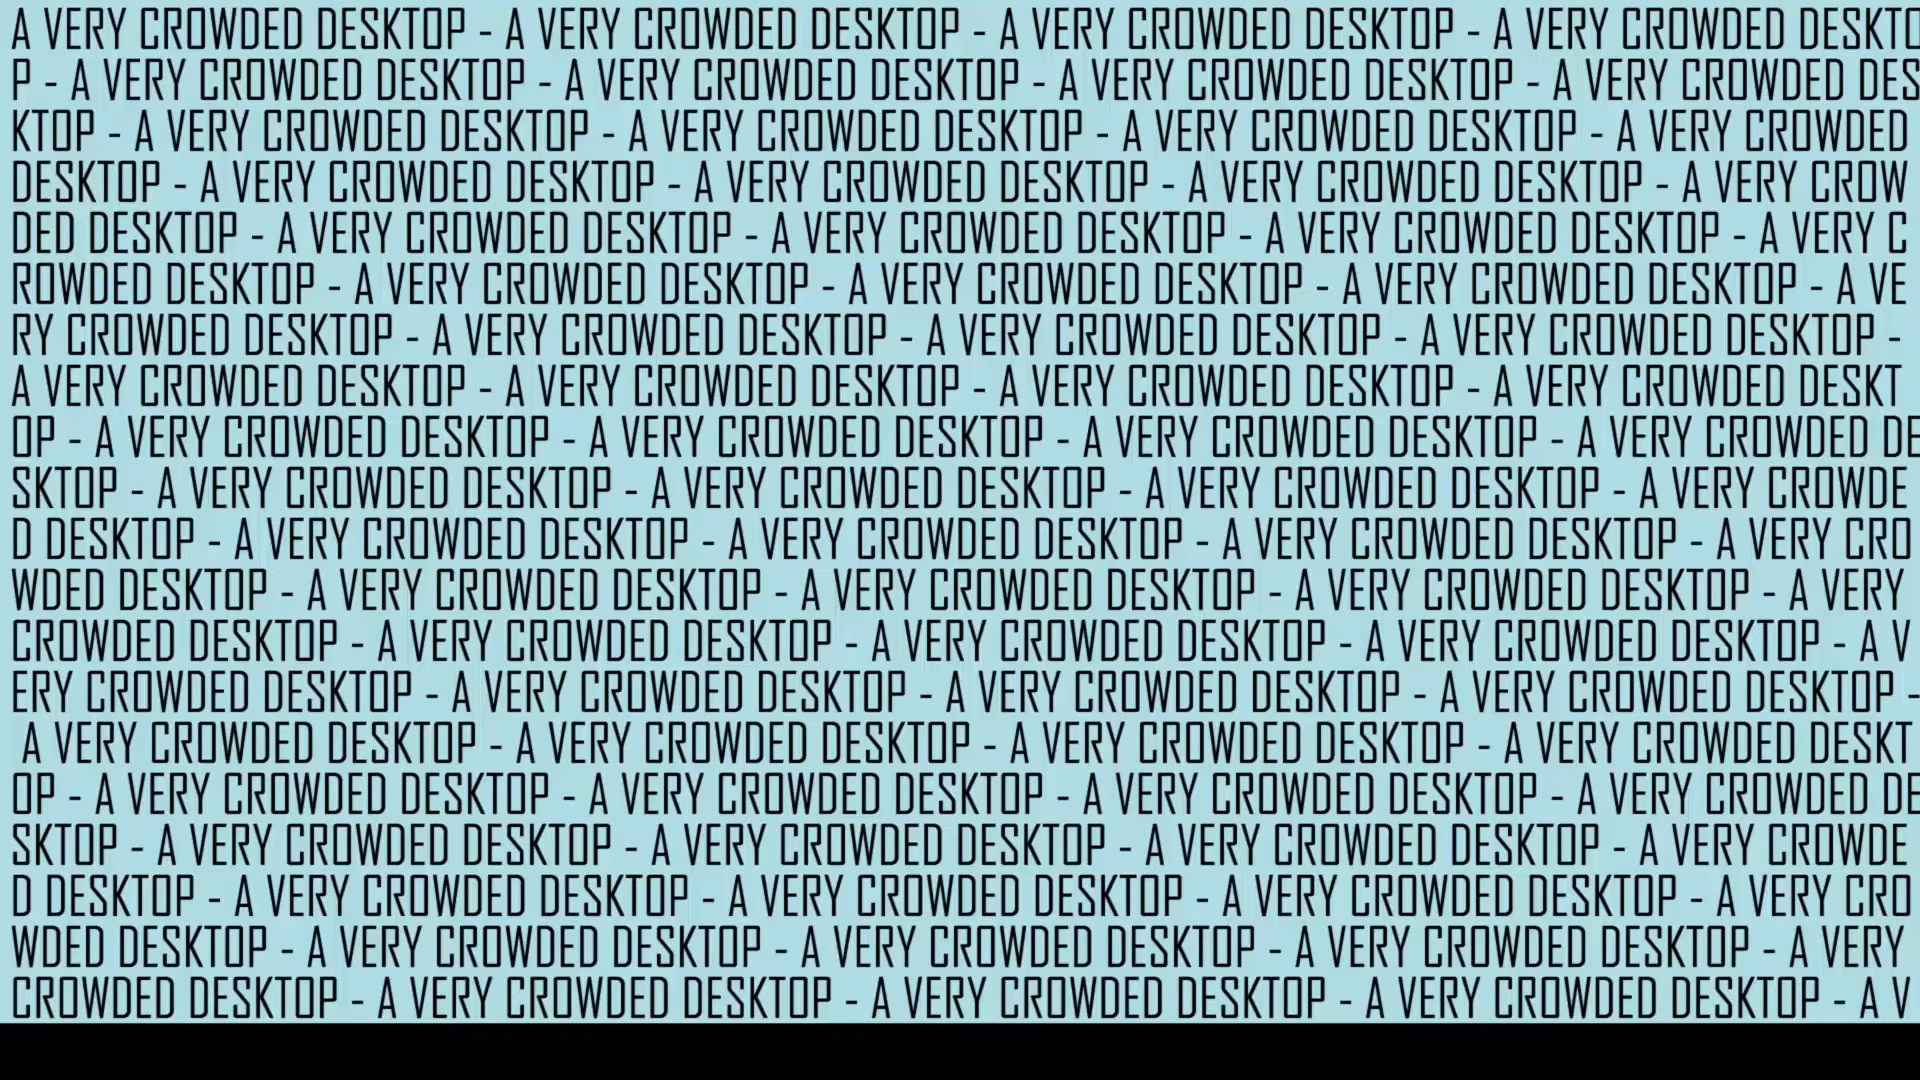 A VERY CROWDED DESKTOP - A VERY CROWDED DESKTOP - A VERY CROWDED DESKTOP - A VERY CROWDED DESKTO
P - A VERY CROWDED DESKTOP - A VERY CROWDED DESKTOP - A VERY CROWDED DESKTOP - A VERY CROWDED DES
KTOP - A VERY CROWDED DESKTOP - A VERY CROWDED DESKTOP - A VERY CROWDED DESKTOP - A VERY CROWDED
DESKTOP - A VERY CROWDED DESKTOP - A VERY CROWDED DESKTOP - A VERY CROWDED DESKTOP - A VERY CROW
DED DESKTOP - A VERY CROWDED DESKTOP - A VERY CROWDED DESKTOP - A VERY CROWDED DESKTOP - A VERY C
ROWDED DESKTOP - A VERY CROWDED DESKTOP - A VERY CROWDED DESKTOP - A VERY CROWDED DESKTOP - A VE
RY CROWDED DESKTOP - A VERY CROWDED DESKTOP - A VERY CROWDED DESKTOP - A VERY CROWDED DESKTOP -
A VERY CROWDED DESKTOP - A VERY CROWDED DESKTOP - A VERY CROWDED DESKTOP - A VERY CROWDED DESKT
OP - A VERY CROWDED DESKTOP - A VERY CROWDED DESKTOP - A VERY CROWDED DESKTOP - A VERY CROWDED DE
SKTOP - A VERY CROWDED DESKTOP - A VERY CROWDED DESKTOP - A VERY CROWDED DESKTOP - A VERY CROWDE
D DESKTOP - A VERY CROWDED DESKTOP - A VERY CROWDED DESKTOP - A VERY CROWDED DESKTOP - A VERY CRO
WDED DESKTOP - A VERY CROWDED DESKTOP - A VERY CROWDED DESKTOP - A VERY CROWDED DESKTOP - A VERY
CROWDED DESKTOP - A VERY CROWDED DESKTOP - A VERY CROWDED DESKTOP - A VERY CROWDED DESKTOP - A V
ERY CROWDED DESKTOP - A VERY CROWDED DESKTOP - A VERY CROWDED DESKTOP - A VERY CROWDED DESKTOP -
A VERY CROWDED DESKTOP - A VERY CROWDED DESKTOP - A VERY CROWDED DESKTOP - A VERY CROWDED DESKT
OP - A VERY CROWDED DESKTOP - A VERY CROWDED DESKTOP - A VERY CROWDED DESKTOP - A VERY CROWDED DE
SKTOP - A VERY CROWDED DESKTOP - A VERY CROWDED DESKTOP - A VERY CROWDED DESKTOP - A VERY CROWDE
D DESKTOP - A VERY CROWDED DESKTOP - A VERY CROWDED DESKTOP - A VERY CROWDED DESKTOP - A VERY CRO
WDED DESKTOP - A VERY CROWDED DESKTOP - A VERY CROWDED DESKTOP - A VERY CROWDED DESKTOP - A VERY
CROWDED DESKTOP - A VERY CROWDED DESKTOP - A VERY CROWDED DESKTOP - A VERY CROWDED DESKTOP - A V